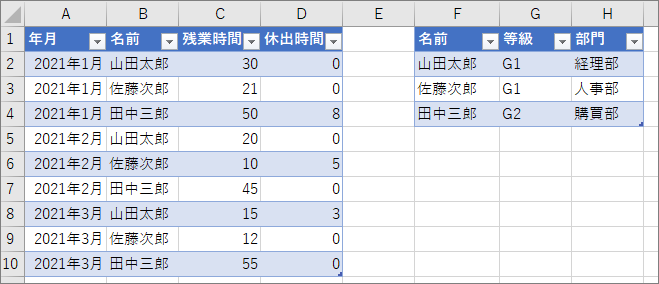 A B C D E F G H
1 年月 名前 残業時間 休出時間 名前 等級 部門
2 2021年1月 山田太郎 30 0 山田太郎 G1 経理部
3 2021年1月 佐藤次郎 21 0 佐藤次郎 G1 人事部
4 2021年1月 田中三郎 50 8 田中三郎 G2 購買部
5 2021年2月 山田太郎 20 0
6 2021年2月 佐藤次郎 10 5
7 2021年2月 田中三郎 45 0
8 2021年3月 山田太郎 15 3
9 2021年3月 佐藤次郎 12 0
10 2021年3月 田中三郎 55 0